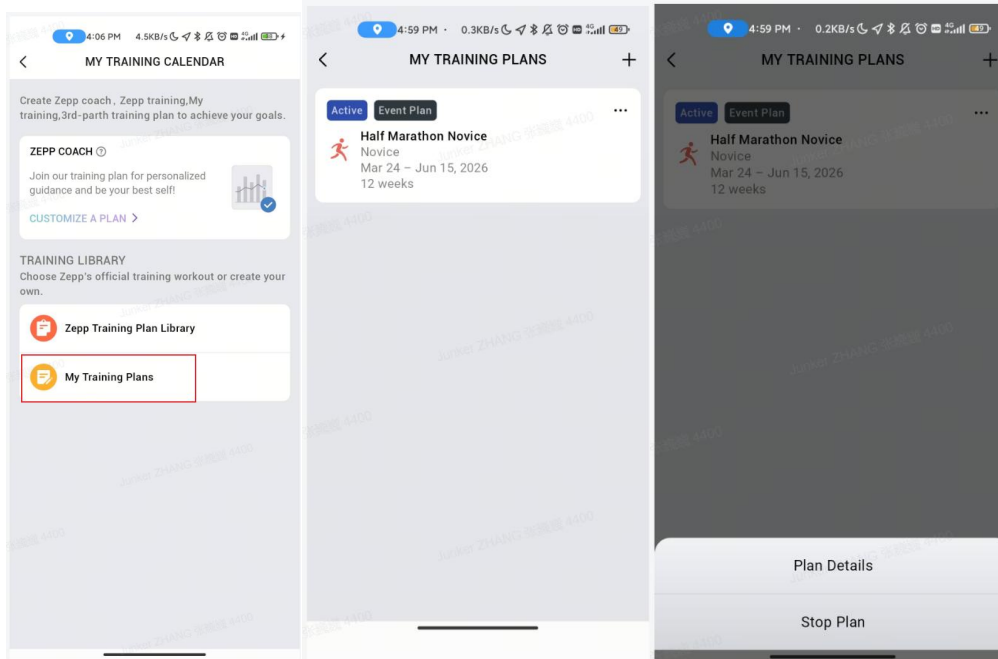 4:06 PM 4.5KB/s
MY TRAINING CALENDAR
Create Zepp coach, Zepp training,My
training,3rd-parth training plan to achieve your goals.
ZEPP COACH
Join our training plan for personalized
guidance and be your best self!
CUSTOMIZE A PLAN >
TRAINING LIBRARY
Choose Zepp's official training workout or create your
own.
Zepp Training Plan Library
My Training Plans
4:59 PM · 0.3KB/s 4G 49
MY TRAINING PLANS
Active Event Plan
Half Marathon Novice
Novice
Mar 24 – Jun 15, 2026
12 weeks
4:59 PM · 0.2KB/s 4G
MY TRAINING PLANS
Active Event Plan
Half Marathon Novice
Novice
Mar 24 – Jun 15, 2026
12 weeks
Plan Details
Stop Plan